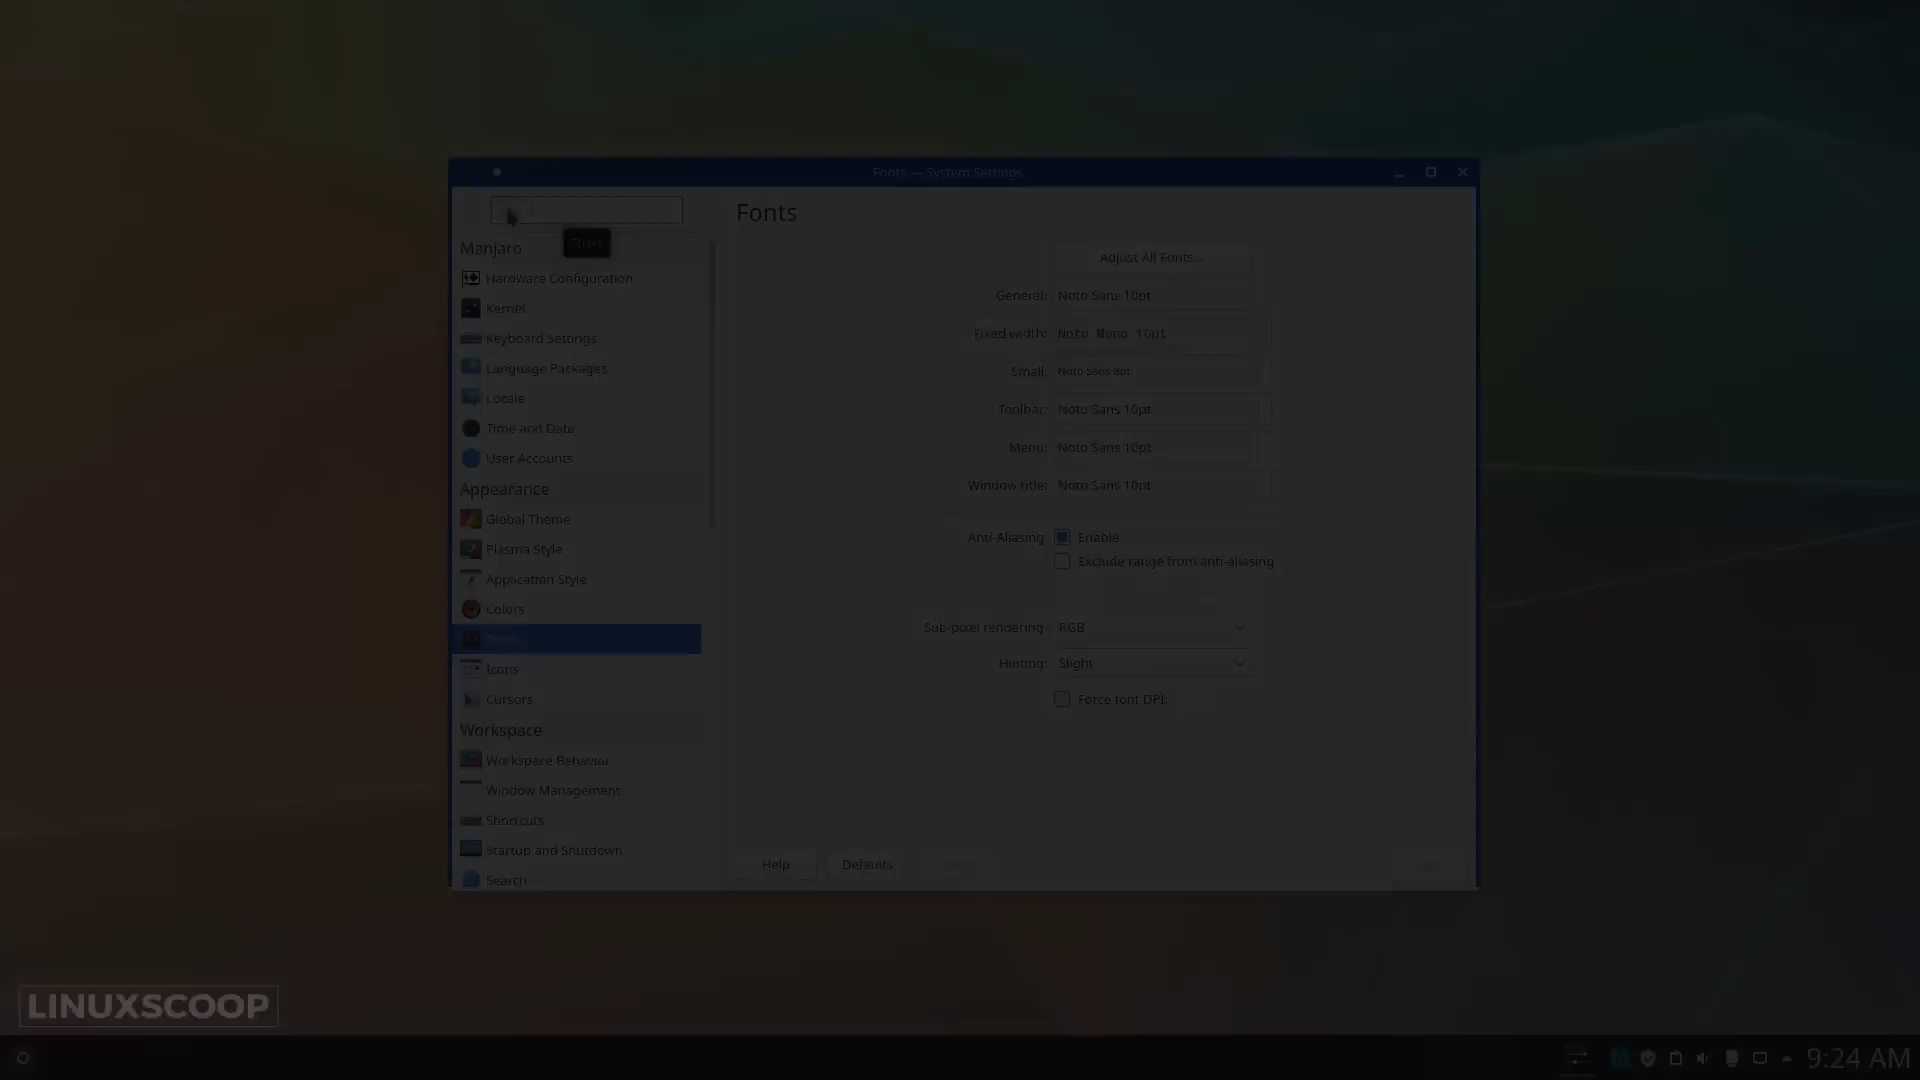 Fonts — System Settings
Fonts
Manjaro
Hardware Configuration
Kernel
Keyboard Settings
Language Packages
Locale
Time and Date
User Accounts
Appearance
Global Theme
Plasma Style
Application Style
Colors
Icons
Cursors
Workspace
Workspace Behavior
Window Management
Shortcuts
Startup and Shutdown
Search
Adjust All Fonts...
General: Noto Sans 10pt
Fixed width: Noto Mono 10pt
Small: Noto Sans 8pt
Toolbar: Noto Sans 10pt
Menu: Noto Sans 10pt
Window title: Noto Sans 10pt
Anti-Aliasing: Enable
Exclude range from anti-aliasing
Sub-pixel rendering: RGB
Hinting: Slight
Force font DPI:
Help Defaults
LINUXSCOOP
9:24 AM